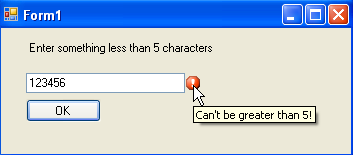 Form1
Enter something less than 5 characters
123456
OK
Can't be greater than 5!